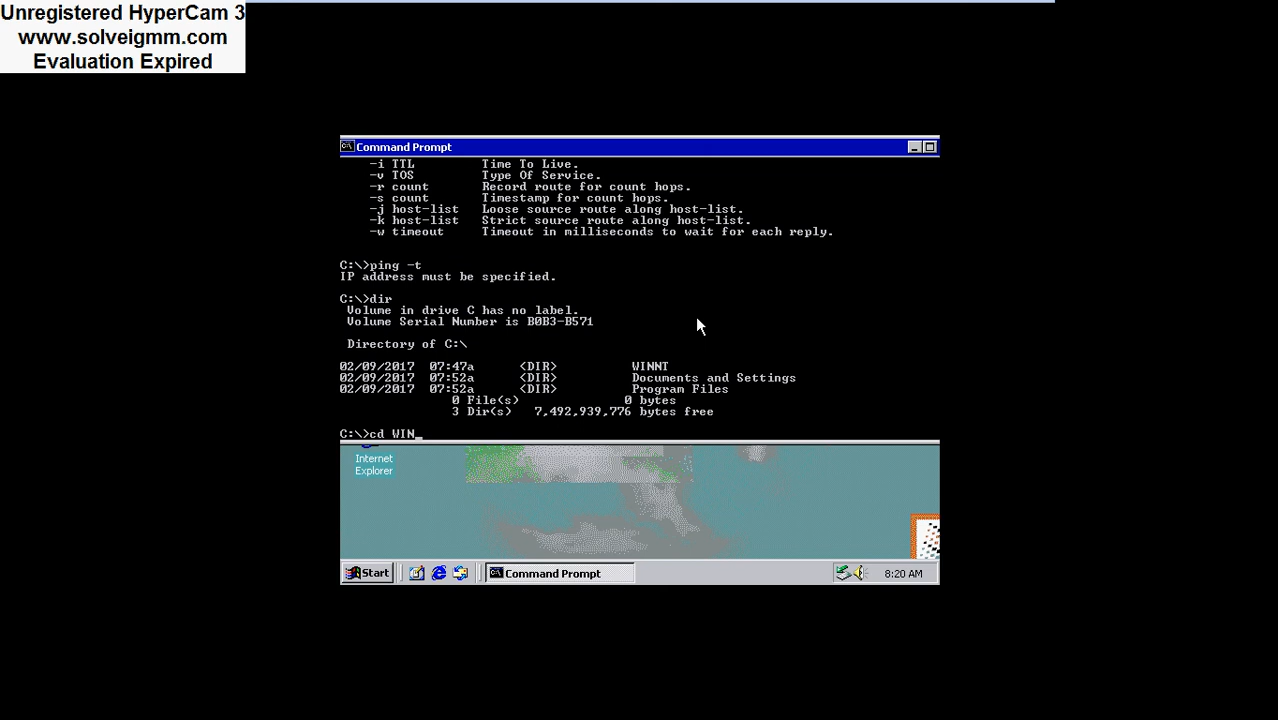 Unregistered HyperCam 3
www.solveigmm.com
Evaluation Expired
Command Prompt
-i TTL Time To Live.
-v TOS Type Of Service.
-r count Record route for count hops.
-s count Timestamp for count hops.
-j host-list Loose source route along host-list.
-k host-list Strict source route along host-list.
-w timeout Timeout in milliseconds to wait for each reply.
C:\>ping -t
IP address must be specified.
C:\>dir
Volume in drive C has no label.
Volume Serial Number is B0B3-B571
Directory of C:\
02/09/2017 07:47a <DIR> WINNT
02/09/2017 07:52a <DIR> Documents and Settings
02/09/2017 07:52a <DIR> Program Files
0 File(s) 0 bytes
3 Dir(s) 7,492,939,776 bytes free
C:\>cd WIN_
Internet
Explorer
Start Command Prompt 8:20 AM